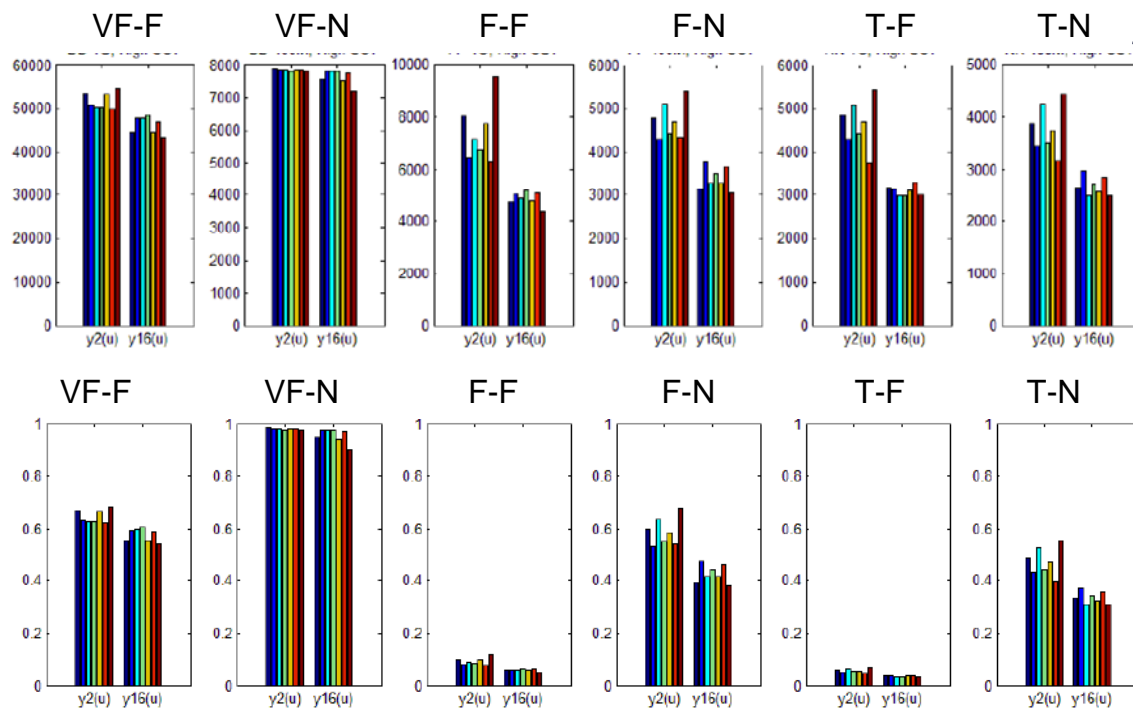 VF-F VF-N F-F F-N T-F T-N
60000 8000 10000 6000 6000 5000
50000 7000 8000 5000 5000 4000
40000 6000 6000 4000 4000 3000
30000 5000 4000 3000 3000 2000
20000 4000 2000 2000 2000 1000
10000 3000 0 1000 1000 0
0 2000 0 0
1000
0
y2(u) y16(u) y2(u) y16(u) y2(u) y16(u) y2(u) y16(u) y2(u) y16(u) y2(u) y16(u)
VF-F VF-N F-F F-N T-F T-N
1 1 1 1 1 1
0.8 0.8 0.8 0.8 0.8 0.8
0.6 0.6 0.6 0.6 0.6 0.6
0.4 0.4 0.4 0.4 0.4 0.4
0.2 0.2 0.2 0.2 0.2 0.2
0 0 0 0 0 0
y2(u) y16(u) y2(u) y16(u) y2(u) y16(u) y2(u) y16(u) y2(u) y16(u) y2(u) y16(u)